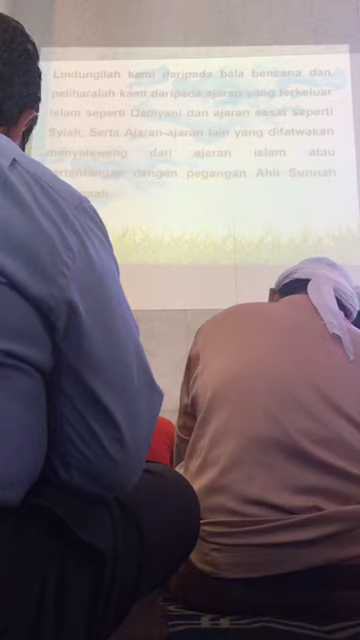 Lindungilah kami daripada bala bencana dan
peliharalah kami daripada ajaran yang terkeluar
Islam seperti Qadiyani dan ajaran sesat seperti
Syiah, Serta Ajaran-ajaran lain yang difatwakan
menyeleweng dari ajaran islam atau
bertentangan dengan pegangan Ahli Sunnah